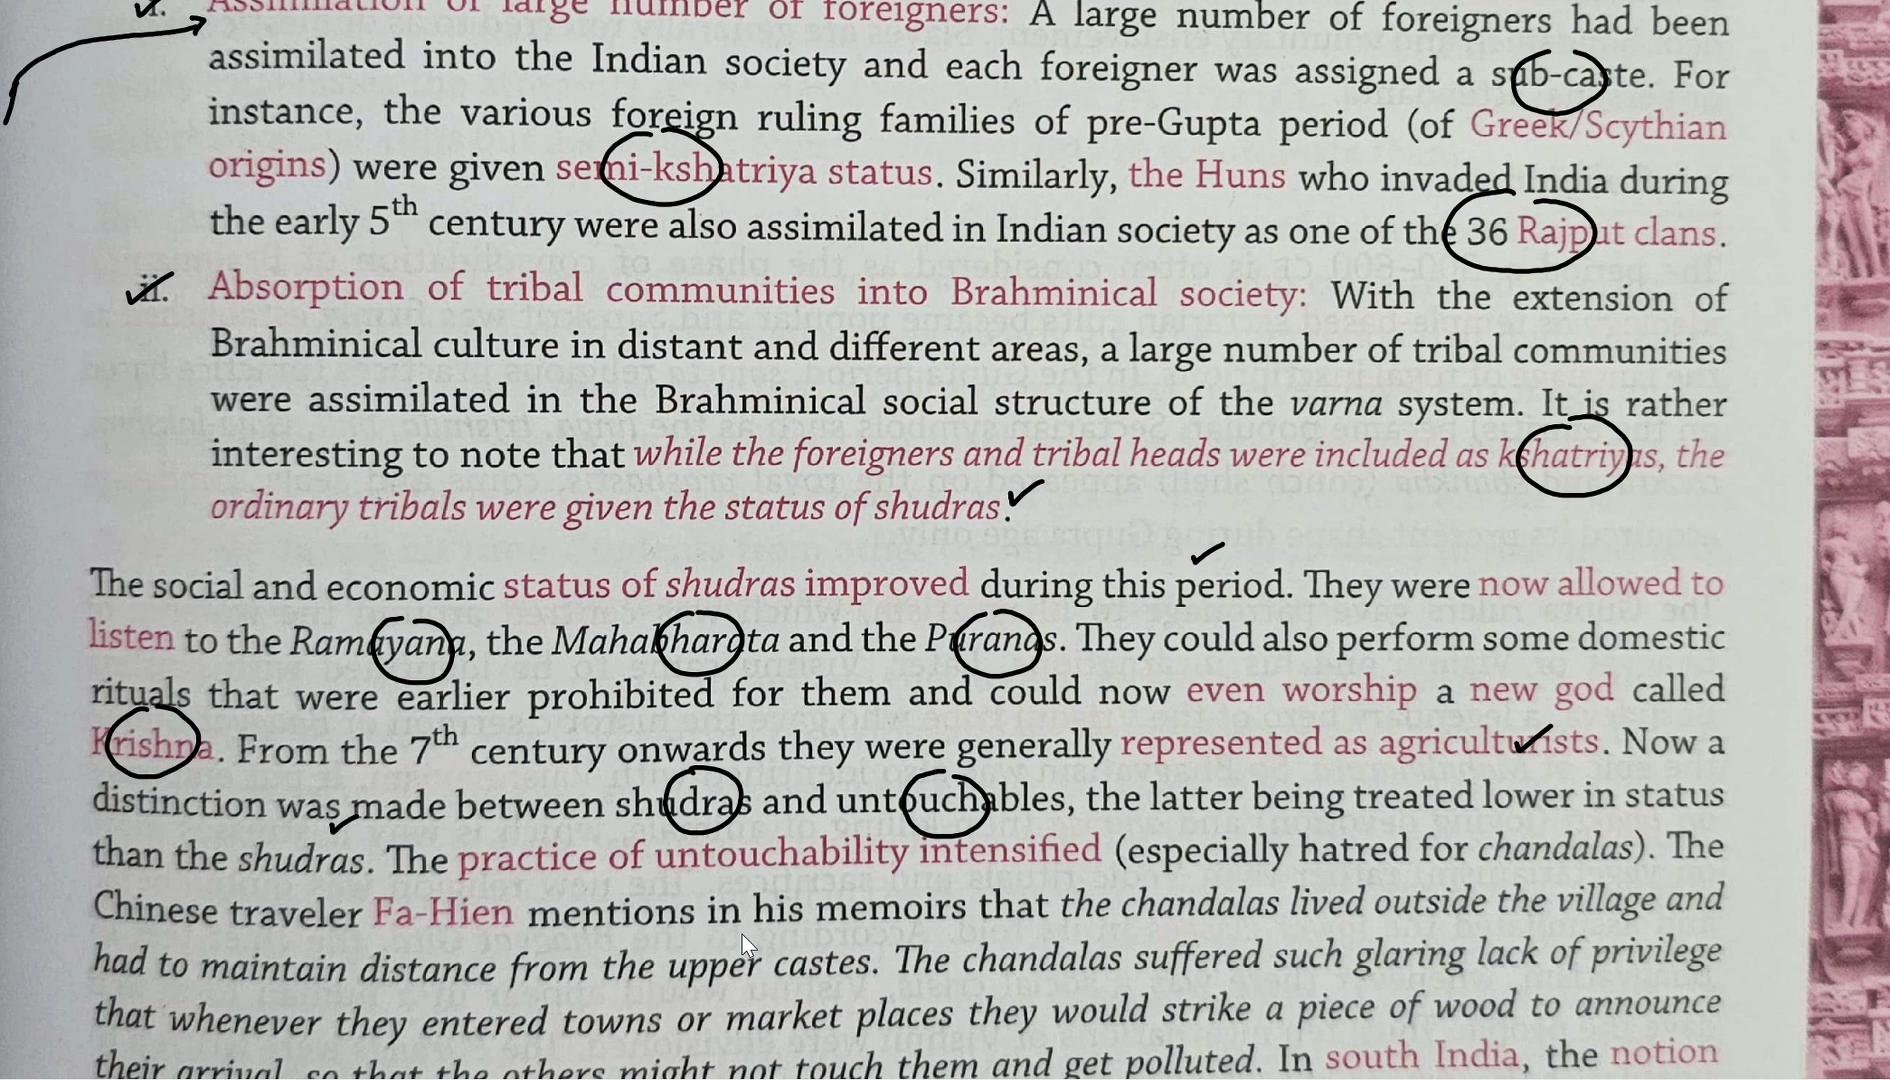 i. Assimilation of large number of foreigners: A large number of foreigners had been
assimilated into the Indian society and each foreigner was assigned a sub-caste. For
instance, the various foreign ruling families of pre-Gupta period (of Greek/Scythian
origins) were given semi-kshatriya status. Similarly, the Huns who invaded India during
the early 5th century were also assimilated in Indian society as one of the 36 Rajput clans.
ii. Absorption of tribal communities into Brahminical society: With the extension of
Brahminical culture in distant and different areas, a large number of tribal communities
were assimilated in the Brahminical social structure of the varna system. It is rather
interesting to note that while the foreigners and tribal heads were included as kshatriyas, the
ordinary tribals were given the status of shudras.
The social and economic status of shudras improved during this period. They were now allowed to
listen to the Ramayana, the Mahabharata and the Puranas. They could also perform some domestic
rituals that were earlier prohibited for them and could now even worship a new god called
Krishna. From the 7th century onwards they were generally represented as agriculturists. Now a
distinction was made between shudras and untouchables, the latter being treated lower in status
than the shudras. The practice of untouchability intensified (especially hatred for chandalas). The
Chinese traveler Fa-Hien mentions in his memoirs that the chandalas lived outside the village and
had to maintain distance from the upper castes. The chandalas suffered such glaring lack of privilege
that whenever they entered towns or market places they would strike a piece of wood to announce
their arrival, so that the others might not touch them and get polluted. In south India, the notion